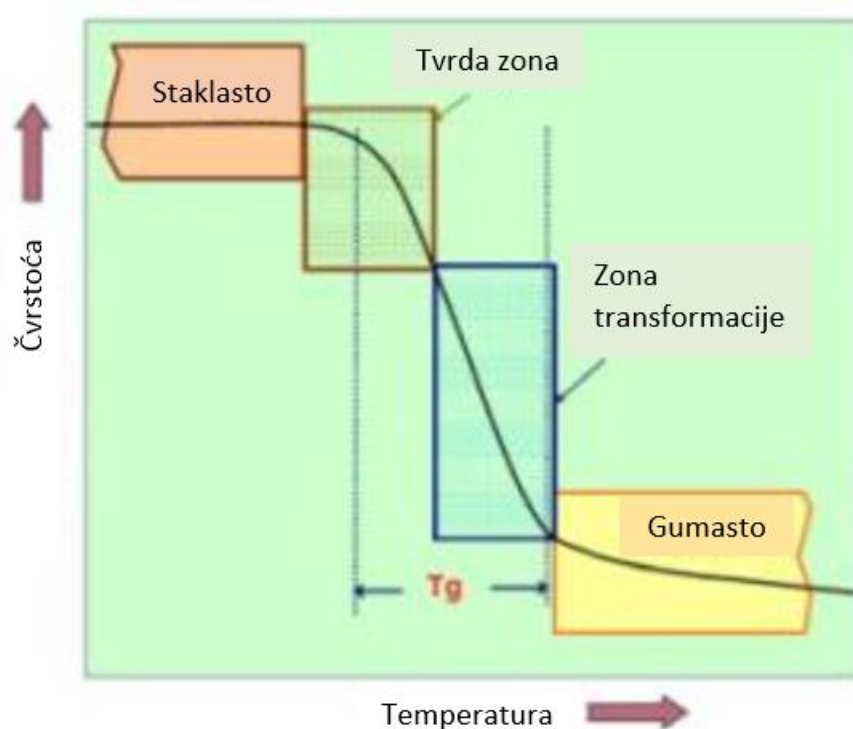 Staklasto
Tvrda zona
Čvrstoća
Zona
transformacije
Gumasto
Tg
Temperatura